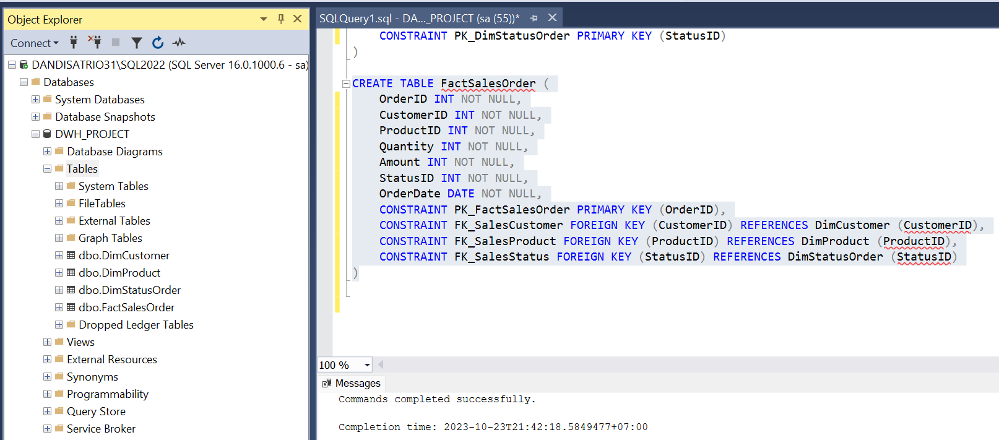 Object Explorer
Connect
DANDISATRIO31\SQL2022 (SQL Server 16.0.1000.6 - sa)
Databases
System Databases
Database Snapshots
DWH_PROJECT
Database Diagrams
Tables
System Tables
FileTables
External Tables
Graph Tables
dbo.DimCustomer
dbo.DimProduct
dbo.DimStatusOrder
dbo.FactSalesOrder
Dropped Ledger Tables
Views
External Resources
Synonyms
Programmability
Query Store
Service Broker
SQLQuery1.sql - DA..._PROJECT (sa (55))*
CONSTRAINT PK_DimStatusOrder PRIMARY KEY (StatusID)
)
CREATE TABLE FactSalesOrder (
OrderID INT NOT NULL,
CustomerID INT NOT NULL,
ProductID INT NOT NULL,
Quantity INT NOT NULL,
Amount INT NOT NULL,
StatusID INT NOT NULL,
OrderDate DATE NOT NULL,
CONSTRAINT PK_FactSalesOrder PRIMARY KEY (OrderID),
CONSTRAINT FK_SalesCustomer FOREIGN KEY (CustomerID) REFERENCES DimCustomer (CustomerID),
CONSTRAINT FK_SalesProduct FOREIGN KEY (ProductID) REFERENCES DimProduct (ProductID),
CONSTRAINT FK_SalesStatus FOREIGN KEY (StatusID) REFERENCES DimStatusOrder (StatusID)
)
100 %
Messages
Commands completed successfully.
Completion time: 2023-10-23T21:42:18.5849477+07:00